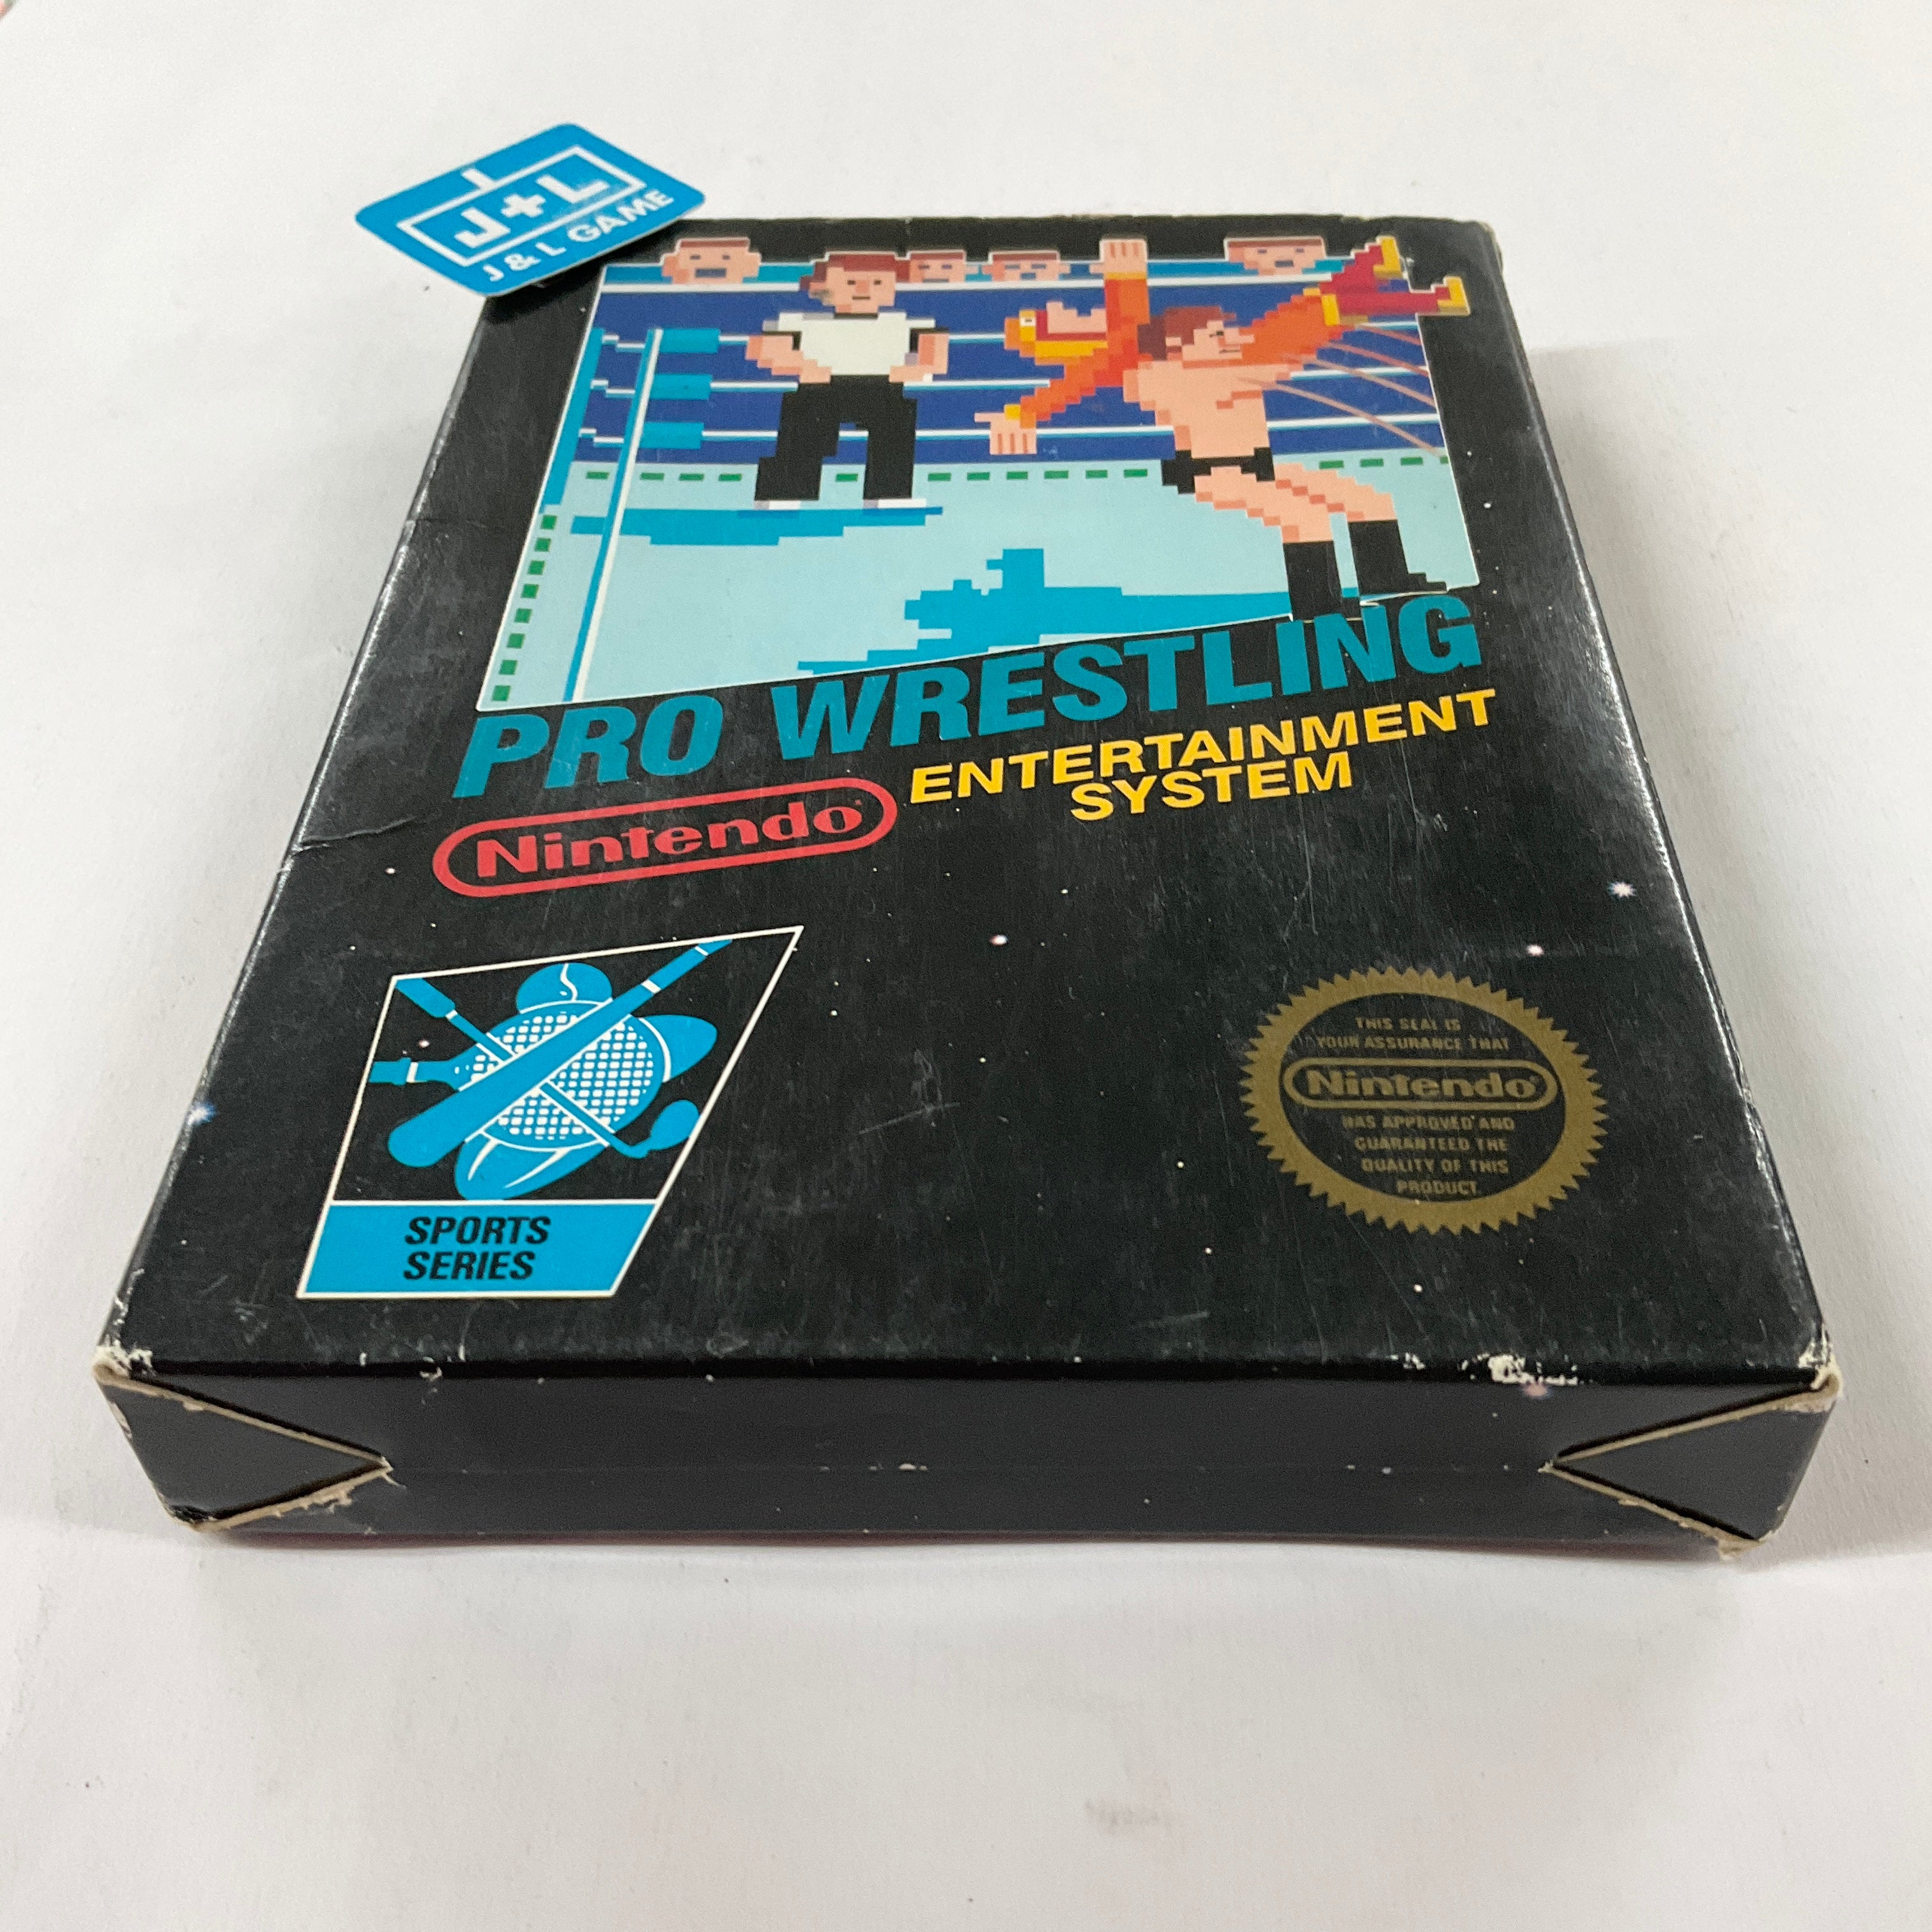 J+L
J & L GAME
PRO WRESTLING
Nintendo®
ENTERTAINMENT
SYSTEM
SPORTS
SERIES
THIS SEAL IS
YOUR ASSURANCE THAT
Nintendo®
HAS APPROVED AND
GUARANTEED THE
QUALITY OF THIS
PRODUCT.